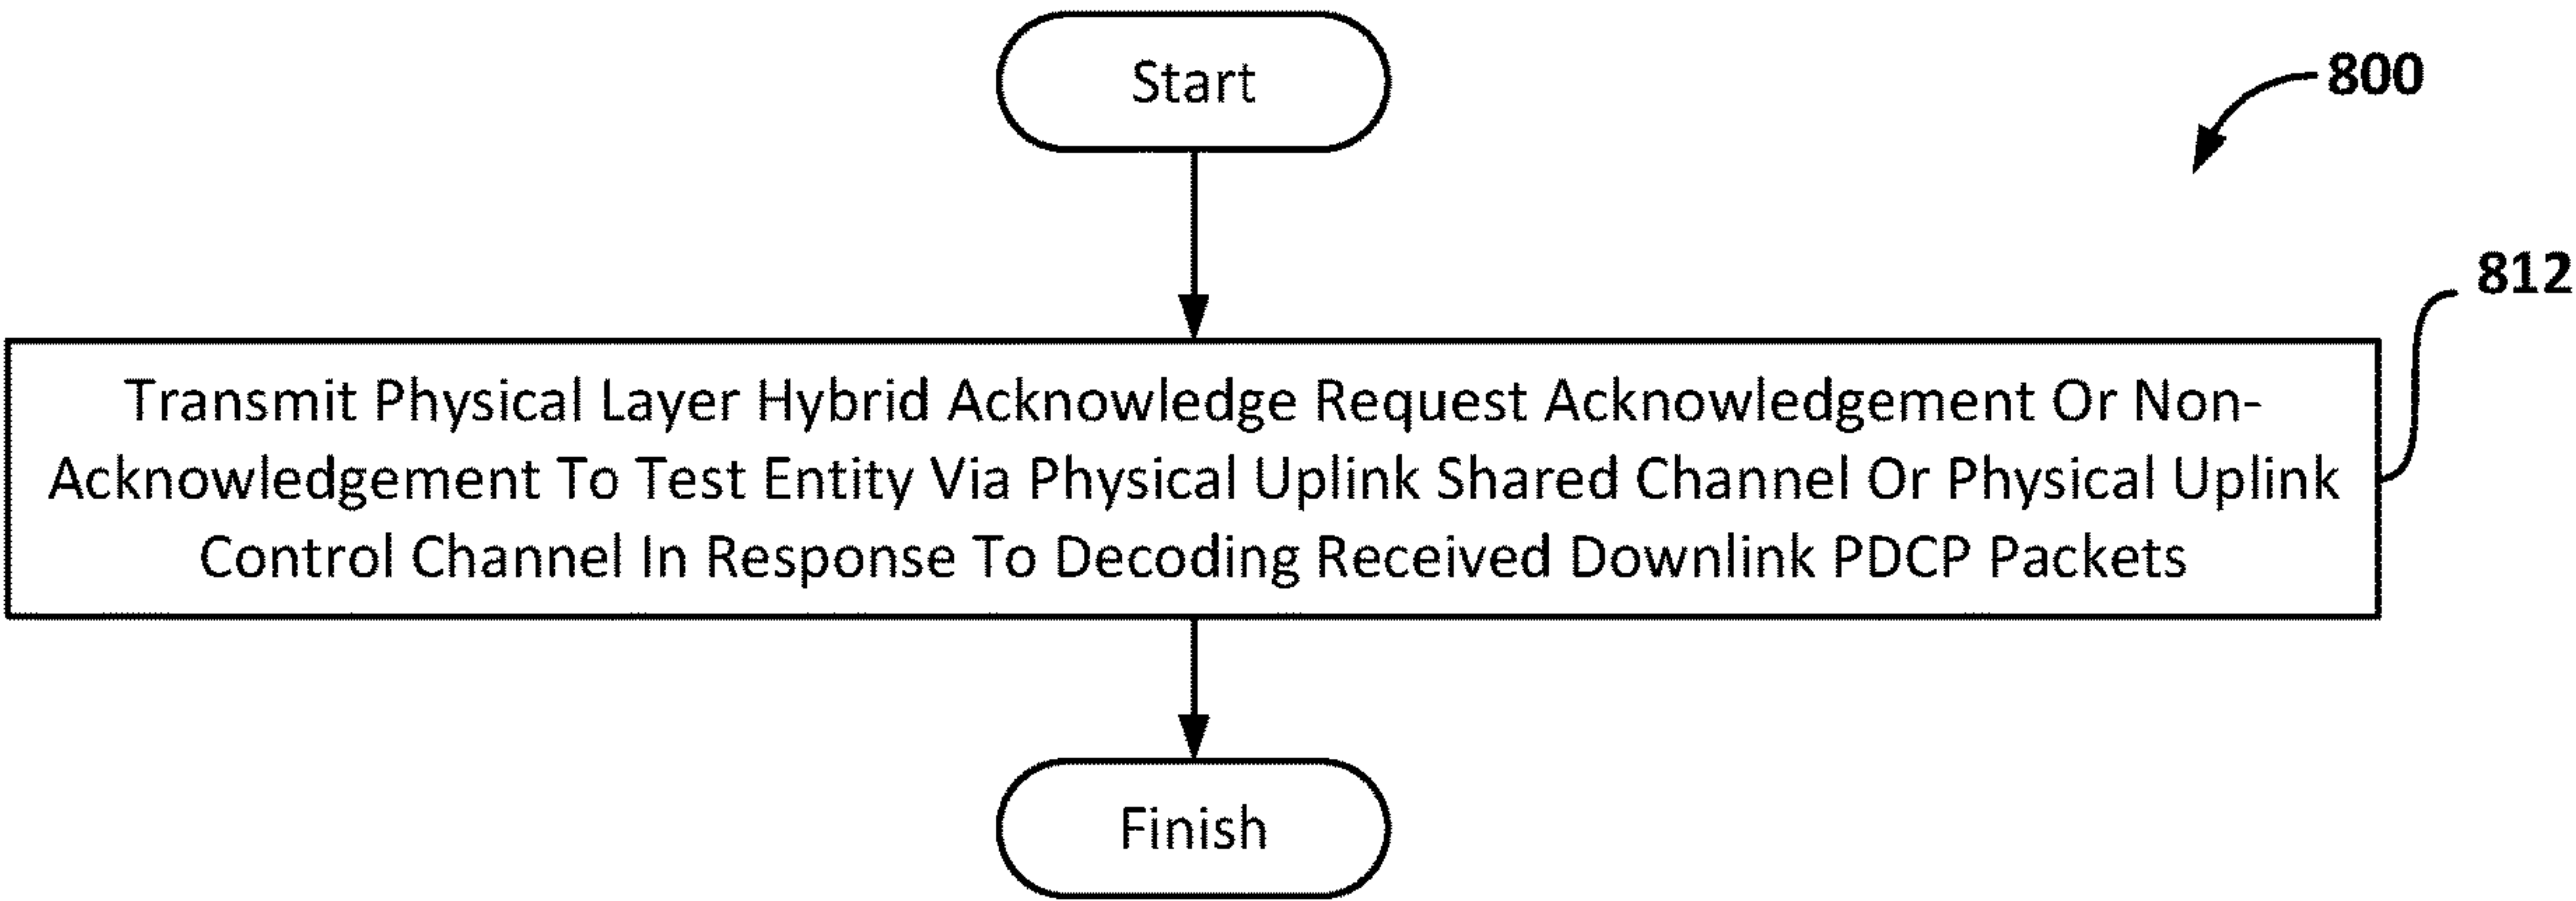 Start
800
812
Transmit Physical Layer Hybrid Acknowledge Request Acknowledgement Or Non-
Acknowledgement To Test Entity Via Physical Uplink Shared Channel Or Physical Uplink
Control Channel In Response To Decoding Received Downlink PDCP Packets
Finish